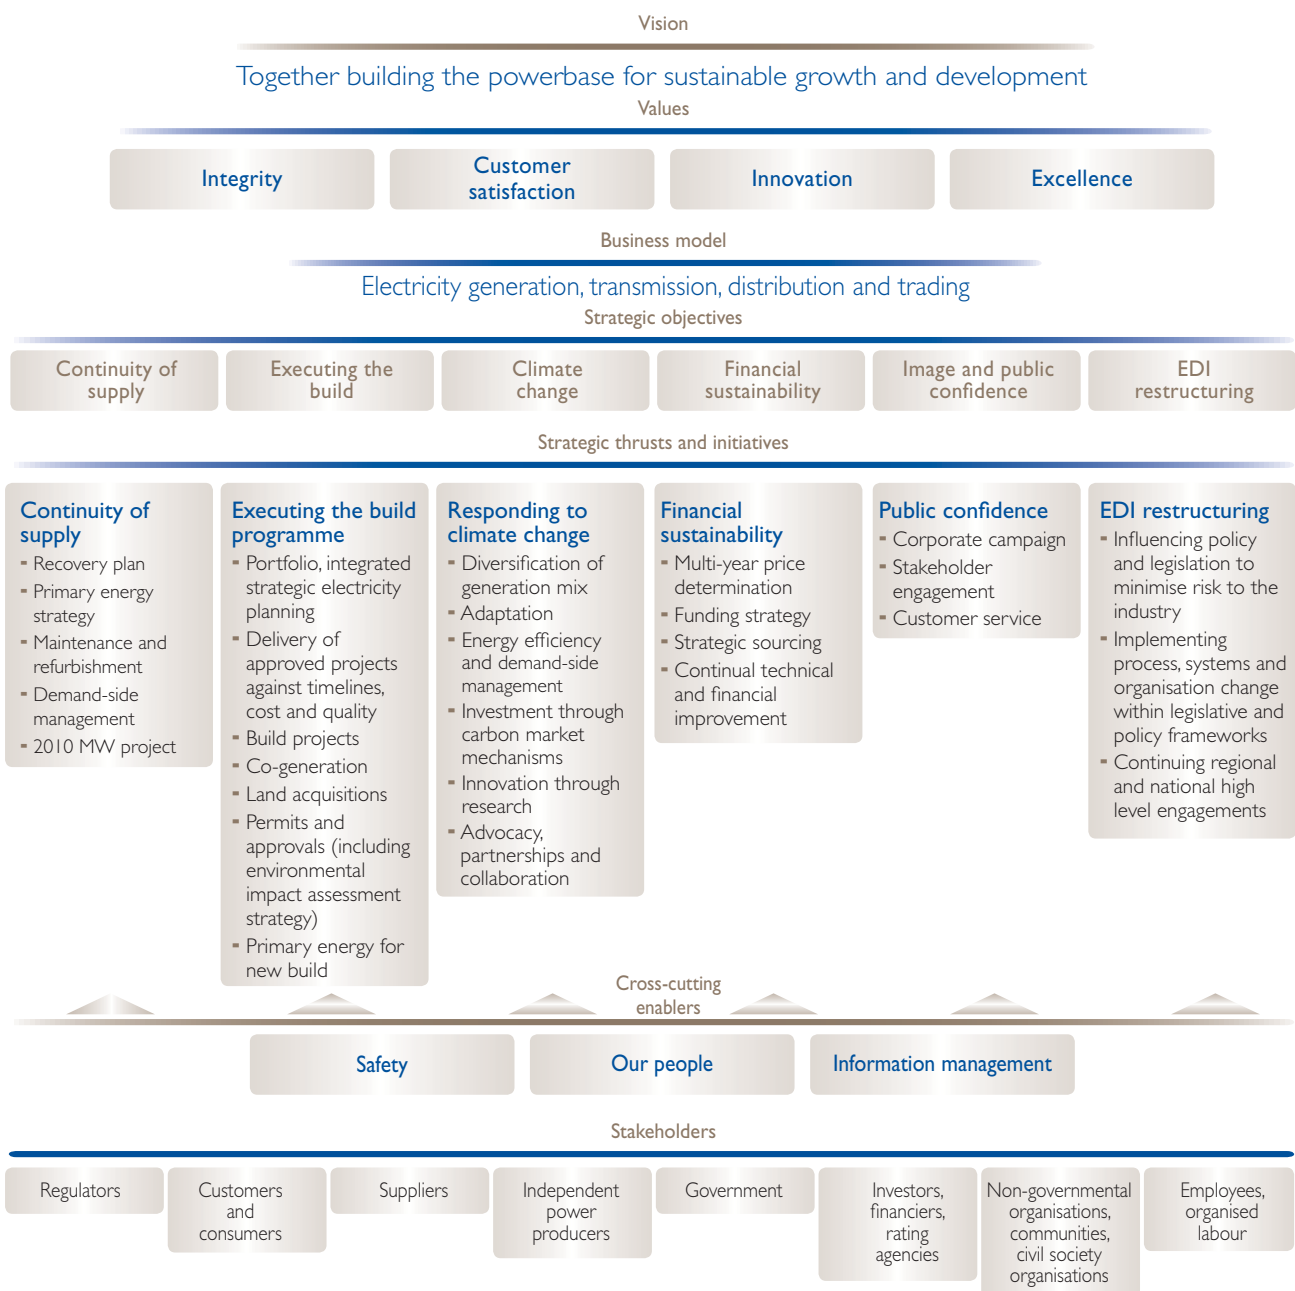 Vision
Together building the powerbase for sustainable growth and development
Values
Integrity
Customer
satisfaction
Innovation
Excellence
Business model
Electricity generation, transmission, distribution and trading
Strategic objectives
Continuity of
supply
Executing the
build
Climate
change
Financial
sustainability
Image and public
confidence
EDI
restructuring
Strategic thrusts and initiatives
Continuity of
supply
- Recovery plan
- Primary energy
strategy
- Maintenance and
refurbishment
- Demand-side
management
- 2010 MW project
Executing the build
programme
- Portfolio, integrated
strategic electricity
planning
- Delivery of
approved projects
against timelines,
cost and quality
- Build projects
- Co-generation
- Land acquisitions
- Permits and
approvals (including
environmental
impact assessment
strategy)
- Primary energy for
new build
Responding to
climate change
- Diversification of
generation mix
- Adaptation
- Energy efficiency
and demand-side
management
- Investment through
carbon market
mechanisms
- Innovation through
research
- Advocacy,
partnerships and
collaboration
Financial
sustainability
- Multi-year price
determination
- Funding strategy
- Strategic sourcing
- Continual technical
and financial
improvement
Public confidence
- Corporate campaign
- Stakeholder
engagement
- Customer service
EDI restructuring
- Influencing policy
and legislation to
minimise risk to the
industry
- Implementing
process, systems and
organisation change
within legislative and
policy frameworks
- Continuing regional
and national high
level engagements
Cross-cutting
enablers
Safety
Our people
Information management
Stakeholders
Regulators
Customers
and
consumers
Suppliers
Independent
power
producers
Government
Investors,
financiers,
rating
agencies
Non-governmental
organisations,
communities,
civil society
organisations
Employees,
organised
labour